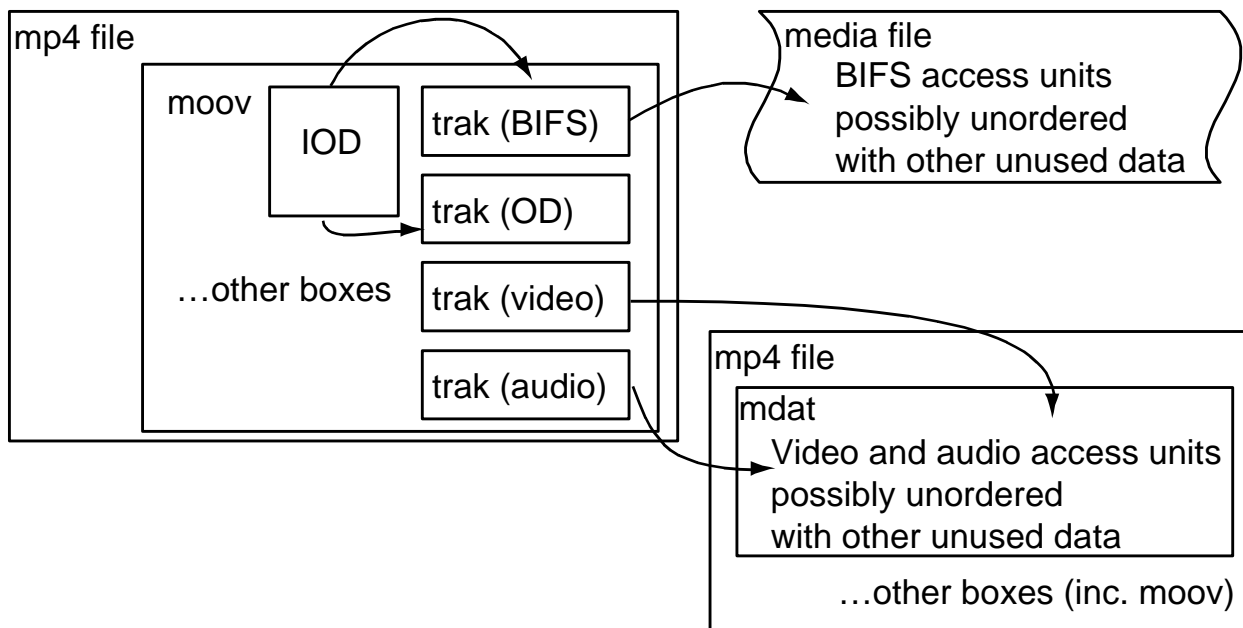 mp4 file
moov
IOD
trak (BIFS)
trak (OD)
…other boxes
trak (video)
trak (audio)
media file
BIFS access units
possibly unordered
with other unused data
mp4 file
mdat
Video and audio access units
possibly unordered
with other unused data
…other boxes (inc. moov)